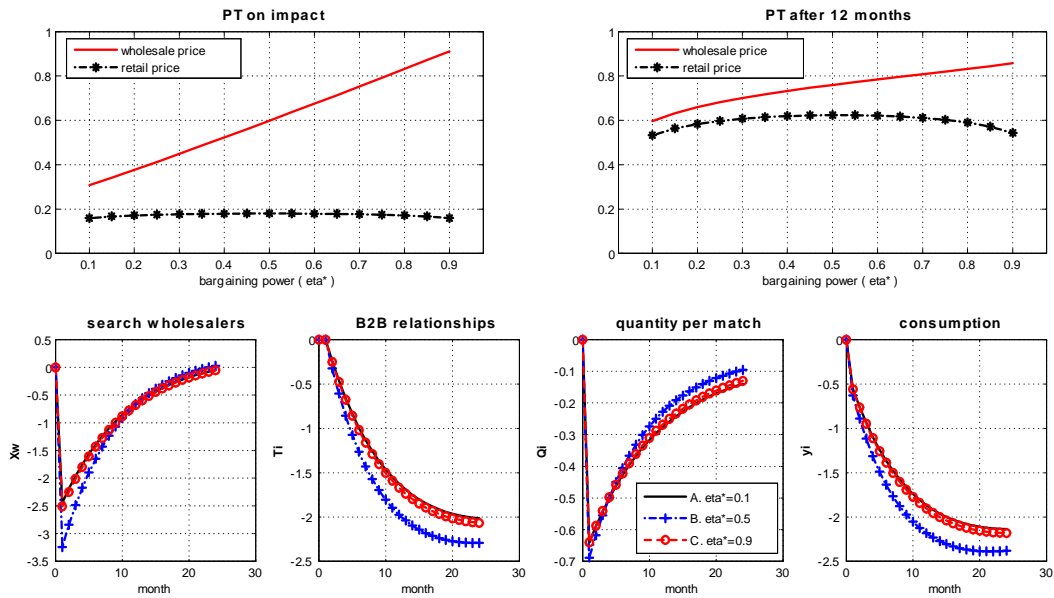 PT on impact
1
0.8
0.6
0.4
0.2
0
wholesale price
retail price
0.1 0.2 0.3 0.4 0.5 0.6 0.7 0.8 0.9
bargaining power ( eta* )
PT after 12 months
1
0.8
0.6
0.4
0.2
0
wholesale price
retail price
0.1 0.2 0.3 0.4 0.5 0.6 0.7 0.8 0.9
bargaining power ( eta* )
search wholesalers
Xw
0.5
0
-0.5
-1
-1.5
-2
-2.5
-3
-3.5
0 10 20 30
month
B2B relationships
Ti
0
-0.5
-1
-1.5
-2
-2.5
0 10 20 30
month
quantity per match
Qi
0
-0.1
-0.2
-0.3
-0.4
-0.5
-0.6
-0.7
A. eta*=0.1
B. eta*=0.5
C. eta*=0.9
0 10 20 30
month
consumption
yi
0
-0.5
-1
-1.5
-2
-2.5
0 10 20 30
month